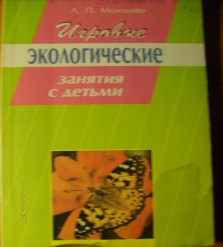 Л. П. Молодова
Игровые
ЭКОЛОГИЧЕСКИЕ
ЗАНЯТИЯ
С ДЕТЬМИ